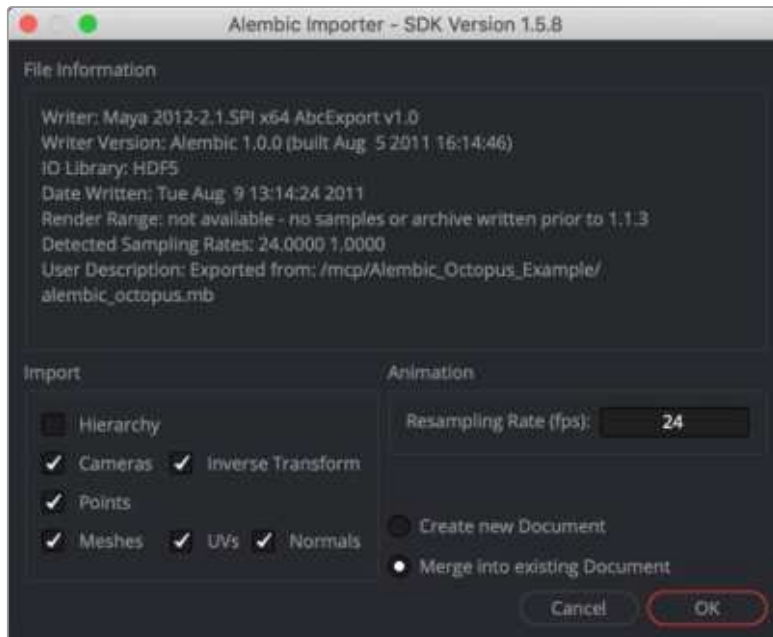 Alembic Importer - SDK Version 1.5.8
File Information
Writer: Maya 2012-2.1.SPI x64 AbcExport v1.0
Writer Version: Alembic 1.0.0 (built Aug  5 2011 16:14:46)
IO Library: HDF5
Date Written: Tue Aug  9 13:14:24 2011
Render Range: not available - no samples or archive written prior to 1.1.3
Detected Sampling Rates: 24.0000 1.0000
User Description: Exported from: /mcp/Alembic_Octopus_Example/
alembic_octopus.mb
Import
Hierarchy
Cameras Inverse Transform
Points
Meshes UVs Normals
Animation
Resampling Rate (fps): 24
Create new Document
Merge into existing Document
Cancel OK